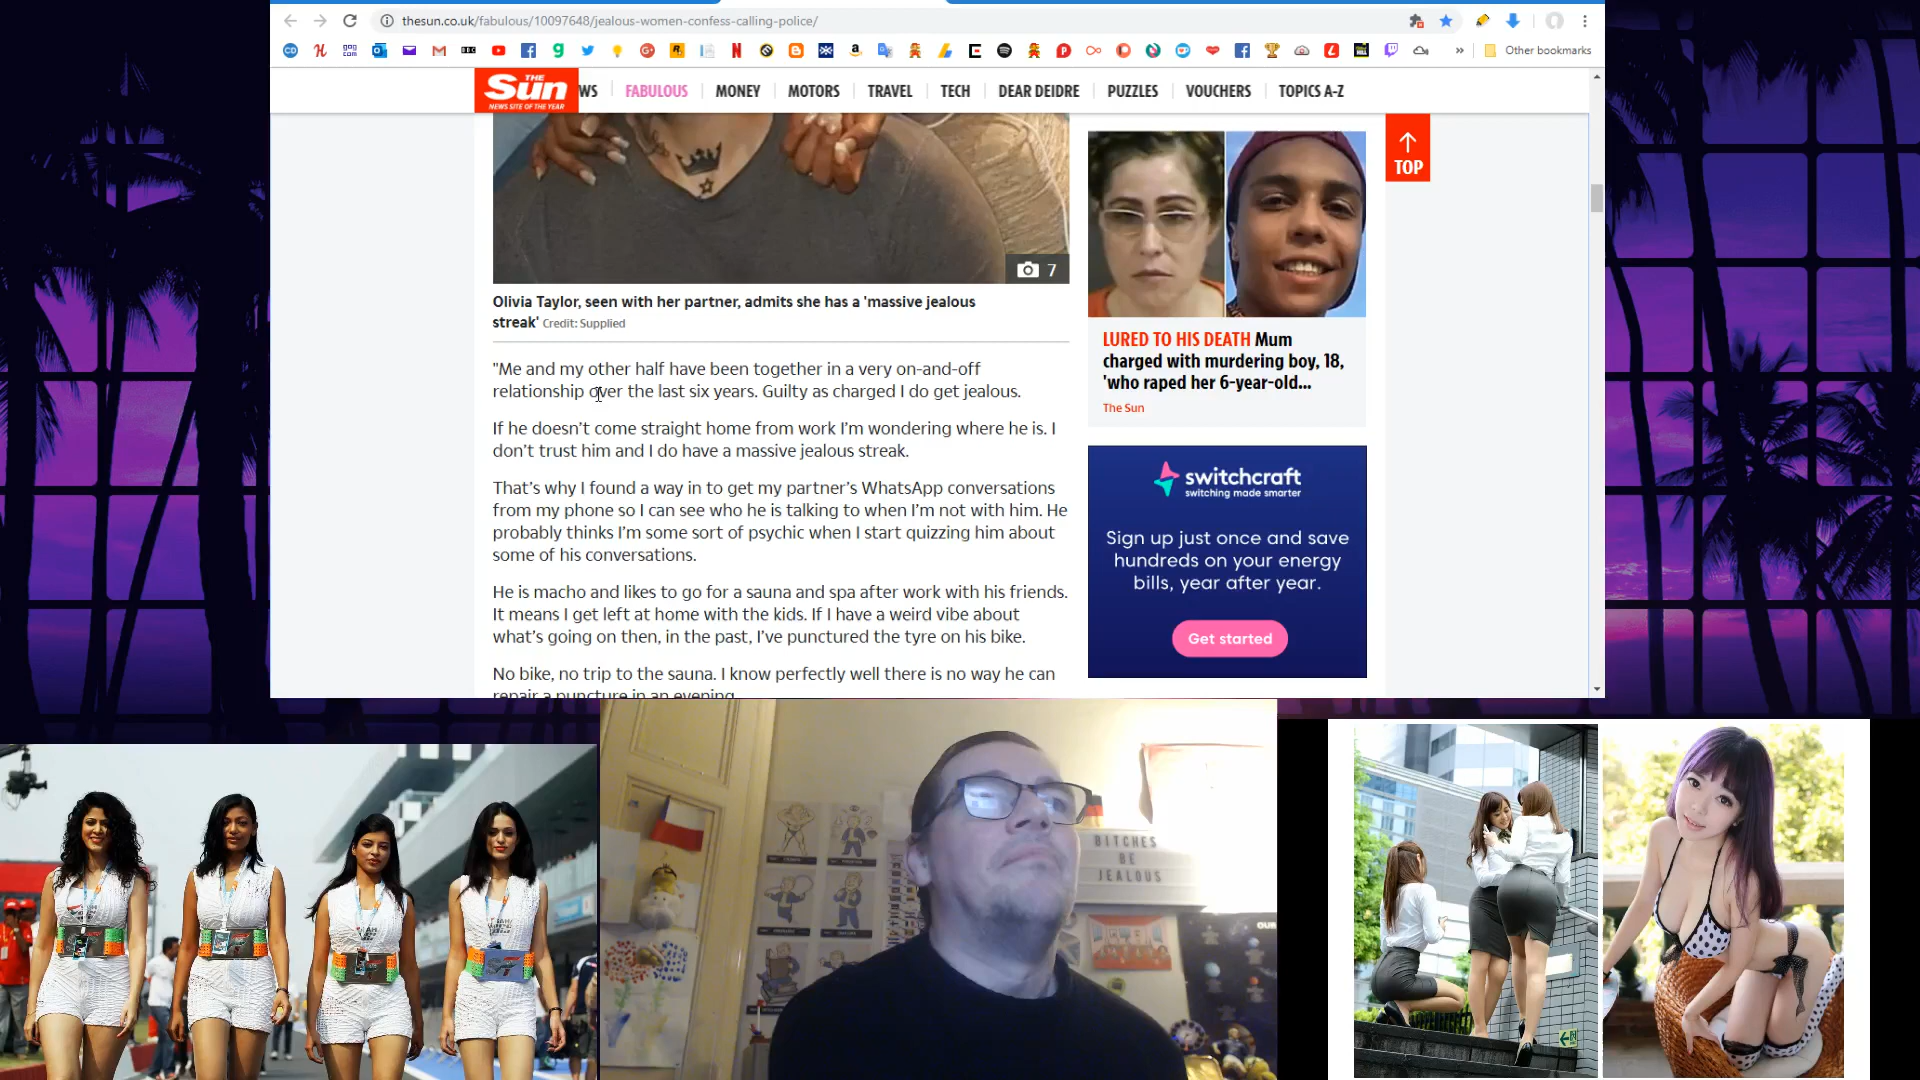 thesun.co.uk/fabulous/10097648/jealous-women-confess-calling-police/
Other bookmarks
THE
Sun
NEWS SITE OF THE YEAR
WS
FABULOUS
MONEY
MOTORS
TRAVEL
TECH
DEAR DEIDRE
PUZZLES
VOUCHERS
TOPICS A-Z
7
TOP
Olivia Taylor, seen with her partner, admits she has a 'massive jealous
streak' Credit: Supplied
"Me and my other half have been together in a very on-and-off
relationship over the last six years. Guilty as charged I do get jealous.
If he doesn't come straight home from work I'm wondering where he is. I
don't trust him and I do have a massive jealous streak.
That's why I found a way in to get my partner's WhatsApp conversations
from my phone so I can see who he is talking to when I'm not with him. He
probably thinks I'm some sort of psychic when I start quizzing him about
some of his conversations.
He is macho and likes to go for a sauna and spa after work with his friends.
It means I get left at home with the kids. If I have a weird vibe about
what's going on then, in the past, I've punctured the tyre on his bike.
No bike, no trip to the sauna. I know perfectly well there is no way he can
repair a puncture in an evening
LURED TO HIS DEATH Mum
charged with murdering boy, 18,
'who raped her 6-year-old...
The Sun
switchcraft
switching made smarter
Sign up just once and save
hundreds on your energy
bills, year after year.
Get started
BITCHES
BE
JEALOUS
OUR